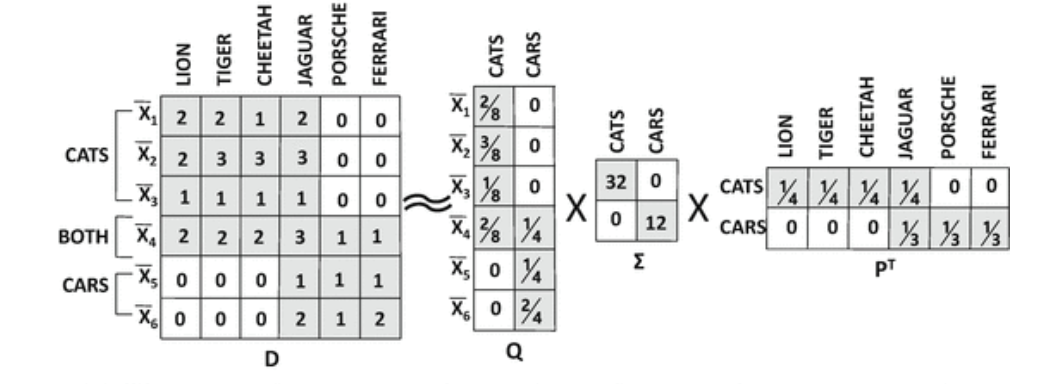 LION TIGER CHEETAH JAGUAR PORSCHE FERRARI
CATS
BOTH
CARS
X̅₁ 2 2 1 2 0 0
X̅₂ 2 3 3 3 0 0
X̅₃ 1 1 1 1 0 0
X̅₄ 2 2 2 3 1 1
X̅₅ 0 0 0 1 1 1
X̅₆ 0 0 0 2 1 2
D
≈
CATS CARS
X̅₁ 2/8 0
X̅₂ 3/8 0
X̅₃ 1/8 0
X̅₄ 2/8 1/4
X̅₅ 0 1/4
X̅₆ 0 2/4
Q
X
CATS CARS
32 0
0 12
Σ
X
LION TIGER CHEETAH JAGUAR PORSCHE FERRARI
CATS 1/4 1/4 1/4 1/4 0 0
CARS 0 0 0 1/3 1/3 1/3
Pᵀ